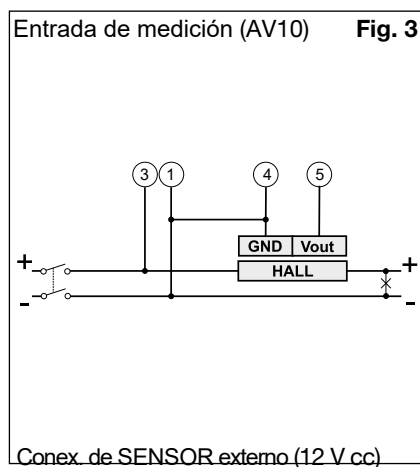 Entrada de medición (AV10) Fig. 3
3 1 4 5
GND Vout
+ HALL +
- -
Conex. de SENSOR externo (12 V cc)